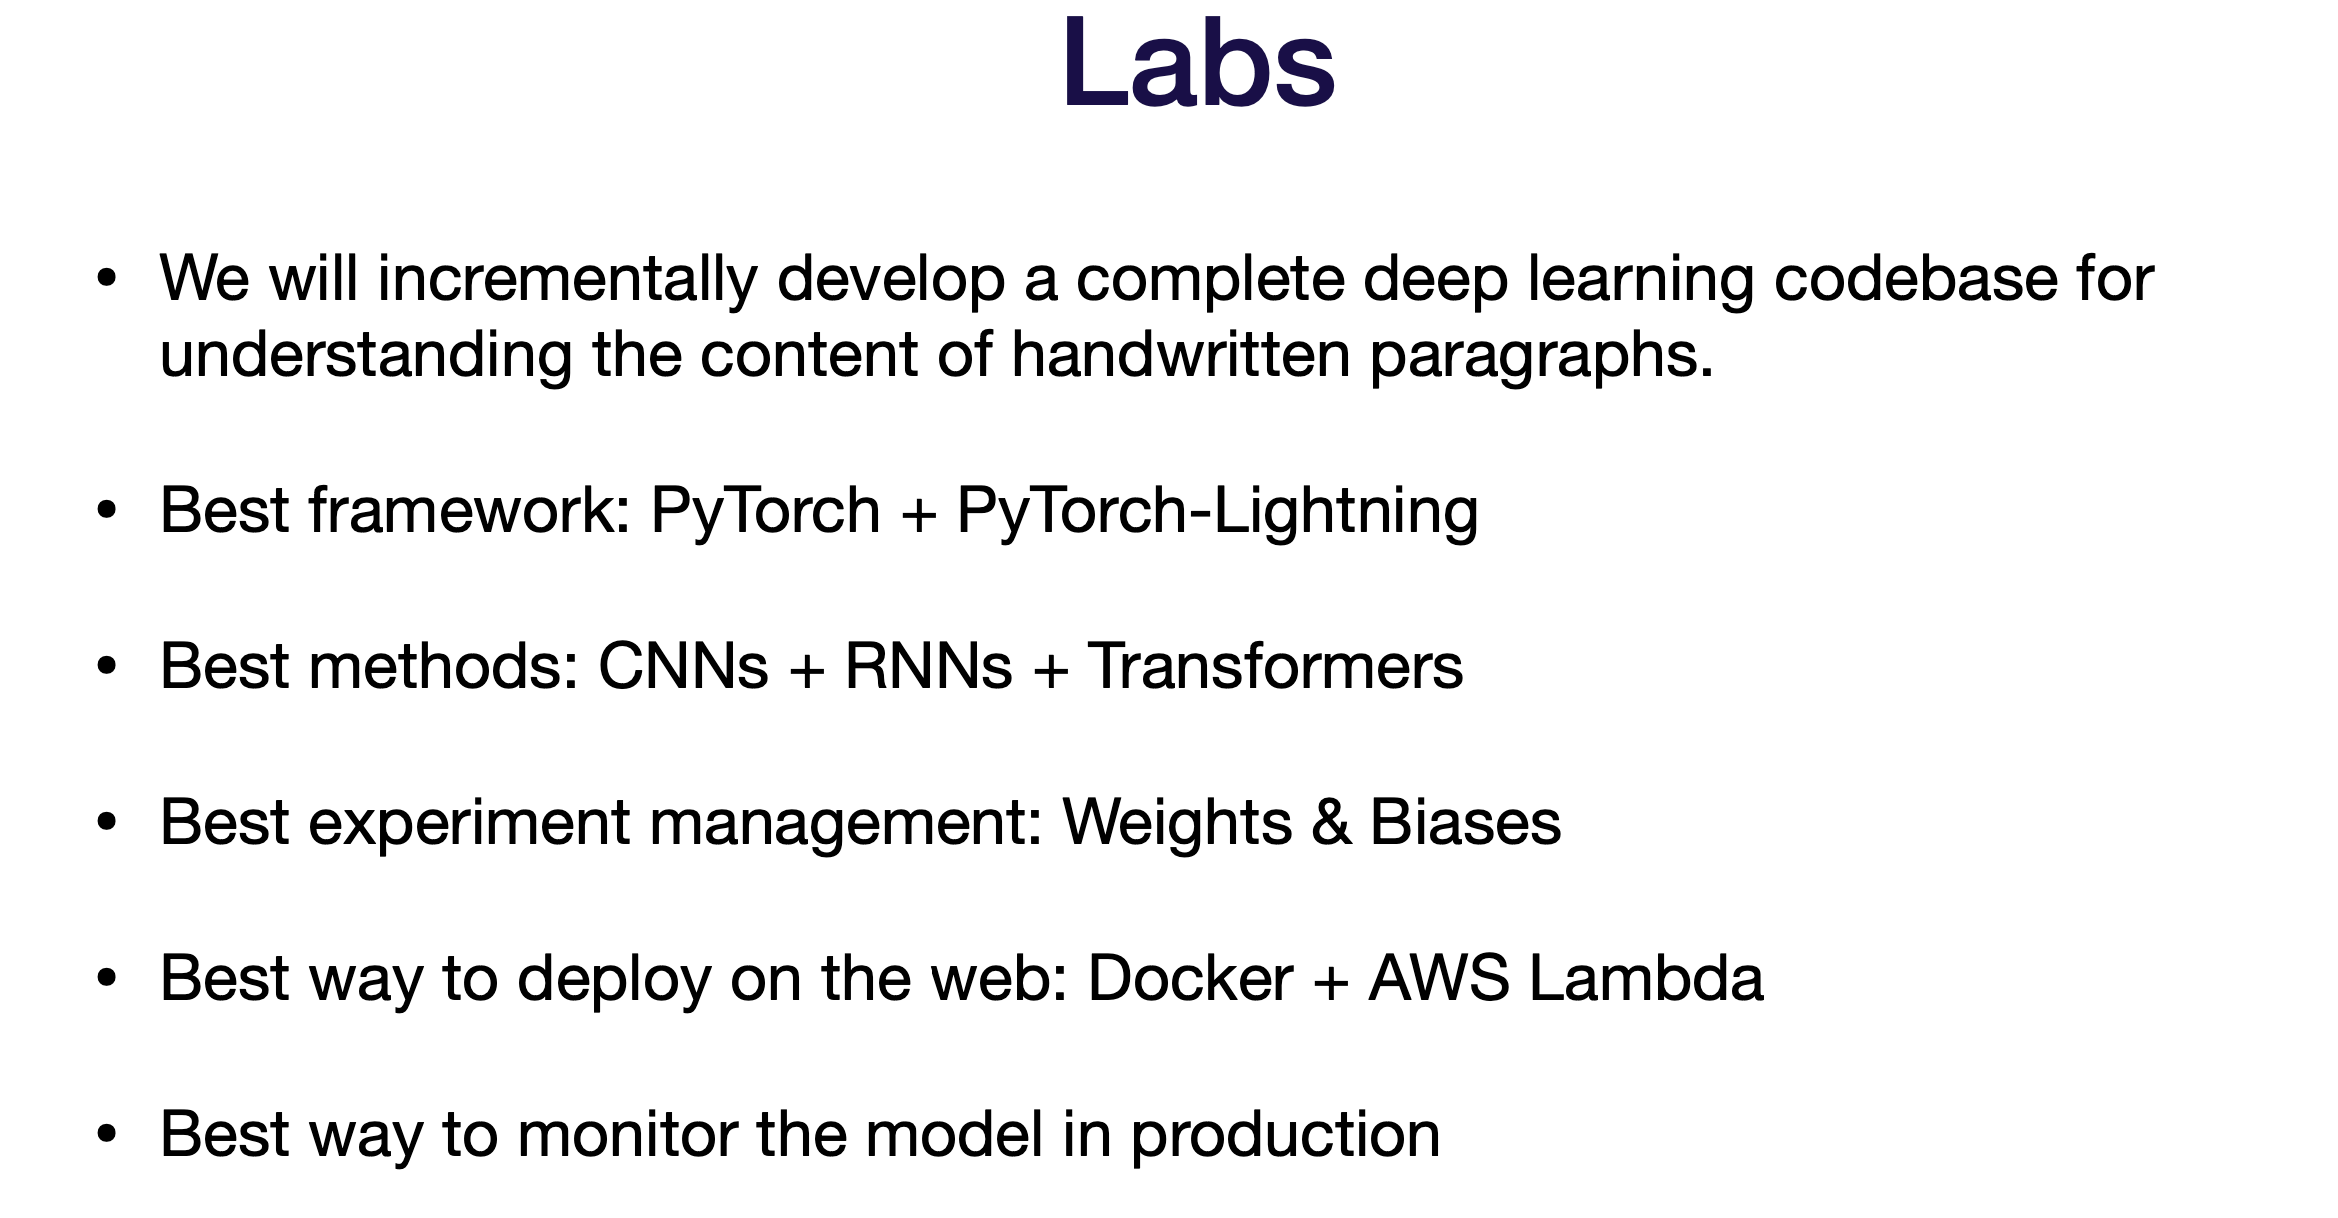 Labs
• We will incrementally develop a complete deep learning codebase for
understanding the content of handwritten paragraphs.
• Best framework: PyTorch + PyTorch-Lightning
• Best methods: CNNs + RNNs + Transformers
• Best experiment management: Weights & Biases
• Best way to deploy on the web: Docker + AWS Lambda
• Best way to monitor the model in production